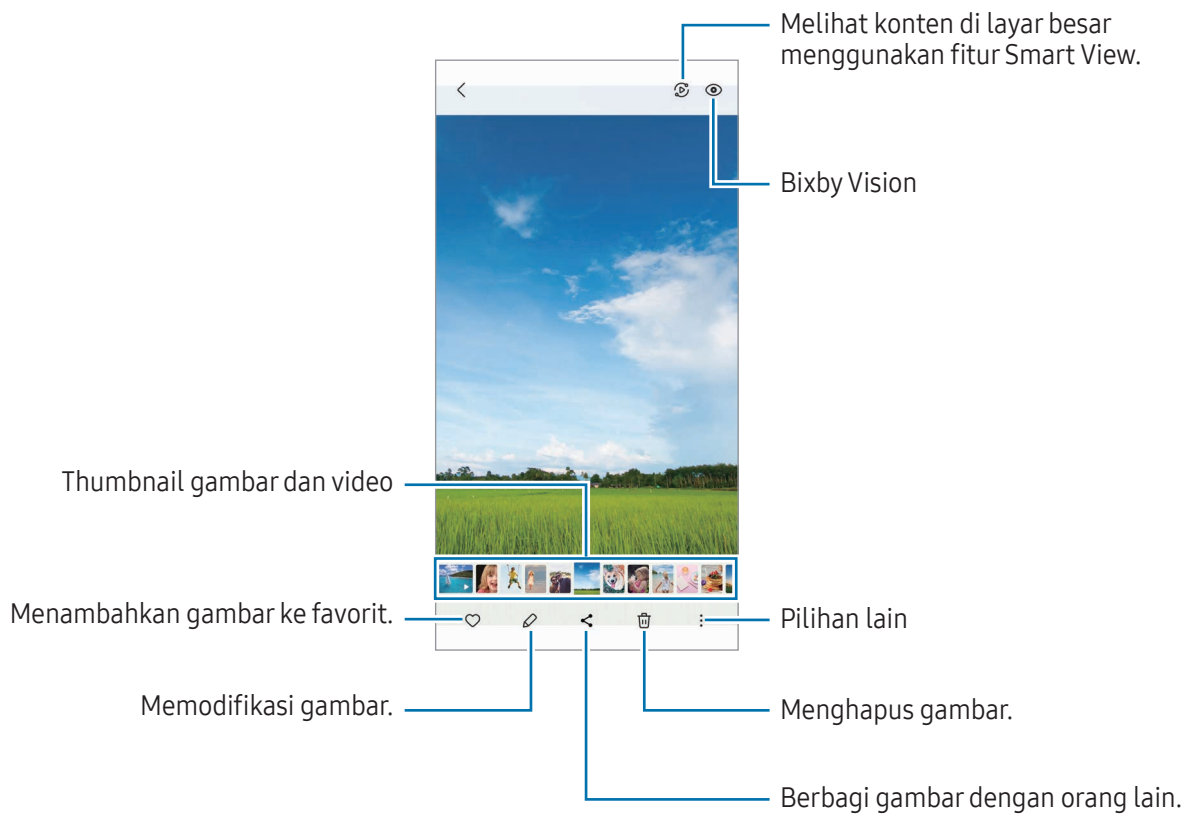 Melihat konten di layar besar
menggunakan fitur Smart View.
Bixby Vision
Thumbnail gambar dan video
Menambahkan gambar ke favorit.
Pilihan lain
Memodifikasi gambar.
Menghapus gambar.
Berbagi gambar dengan orang lain.